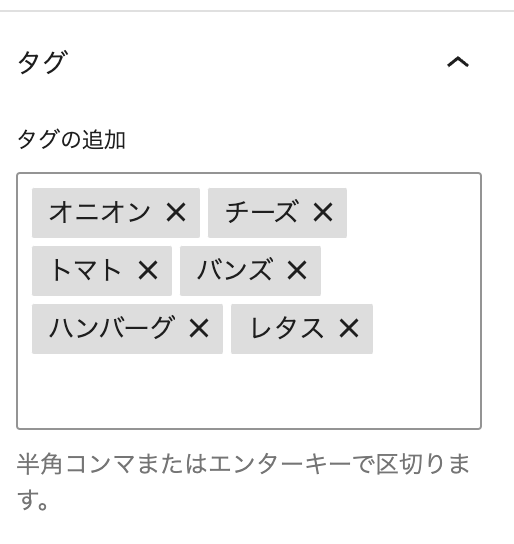 タグ
タグの追加
オニオン × チーズ ×
トマト × バンズ ×
ハンバーグ × レタス ×
半角コンマまたはエンターキーで区切りま
す。